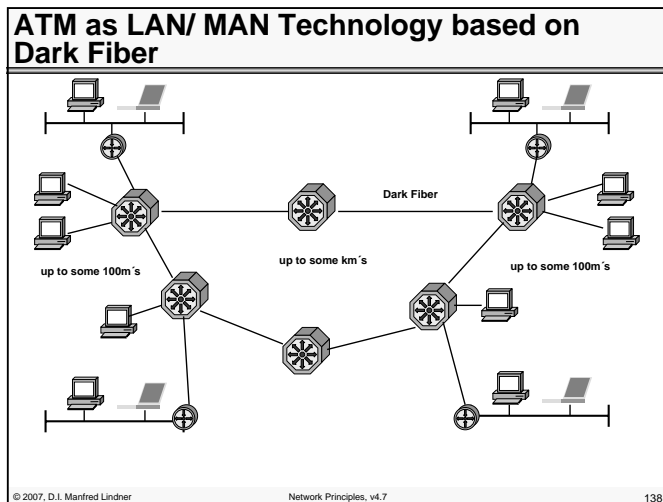 ATM as LAN/ MAN Technology based on
Dark Fiber
Dark Fiber
up to some 100m´s
up to some km´s
up to some 100m´s
© 2007, D.I. Manfred Lindner
Network Principles, v4.7
138